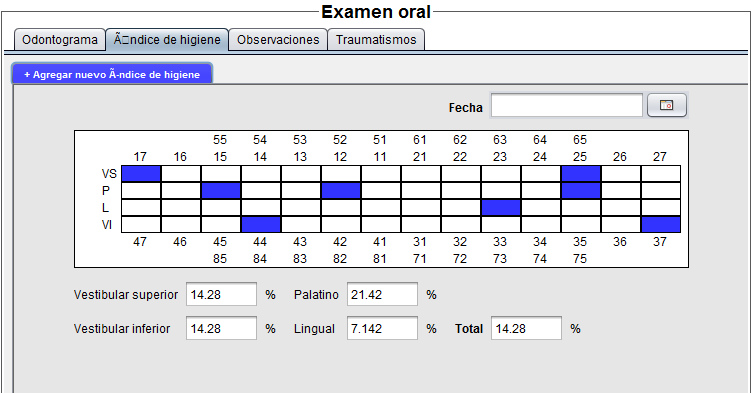 Examen oral
Odontograma Ã□ndice de higiene Observaciones Traumatismos
+ Agregar nuevo Ã-ndice de higiene
Fecha
55 54 53 52 51 61 62 63 64 65
17 16 15 14 13 12 11 21 22 23 24 25 26 27
VS
P
L
VI
47 46 45 44 43 42 41 31 32 33 34 35 36 37
85 84 83 82 81 71 72 73 74 75
Vestibular superior 14.28 % Palatino 21.42 %
Vestibular inferior 14.28 % Lingual 7.142 % Total 14.28 %